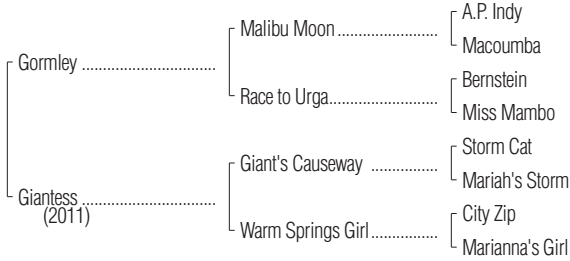 A.P. Indy
Malibu Moon ........................
Macoumba
Gormley ................................
Bernstein
Race to Urga..........................
Miss Mambo
Storm Cat
Giant's Causeway ................
Mariah's Storm
Giantess ................................
(2011)
City Zip
Warm Springs Girl................
Marianna's Girl